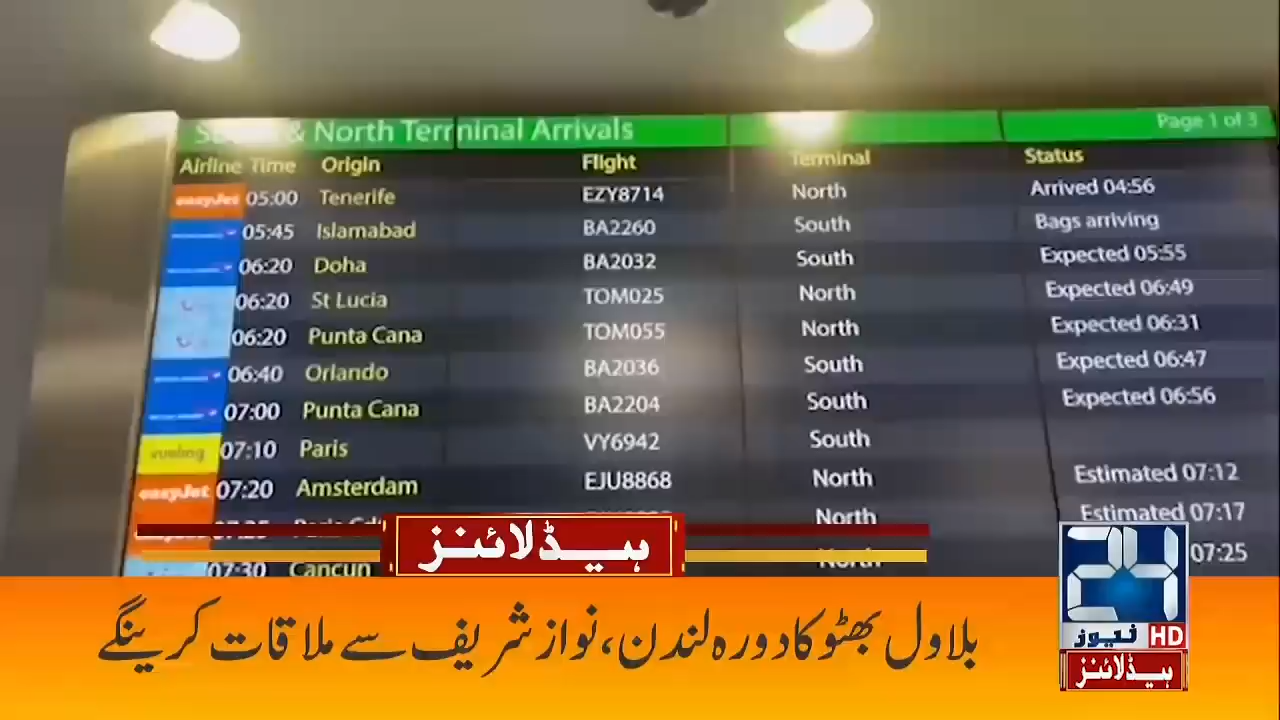 South & North Terminal Arrivals Page 1 of 3
Airline Time Origin Flight Terminal Status
easyJet 05:00 Tenerife EZY8714 North Arrived 04:56
05:45 Islamabad BA2260 South Bags arriving
06:20 Doha BA2032 South Expected 05:55
06:20 St Lucia TOM025 North Expected 06:49
06:20 Punta Cana TOM055 North Expected 06:31
06:40 Orlando BA2036 South Expected 06:47
07:00 Punta Cana BA2204 South Expected 06:56
vueling 07:10 Paris VY6942 South
easyJet 07:20 Amsterdam EJU8868 North Estimated 07:12
North Estimated 07:17
07:30 Cancun North 07:25
ہیڈلائنز
بلاول بھٹو کا دورہ لندن، نواز شریف سے ملاقات کرینگے
24
نیوز HD
ہیڈلائنز